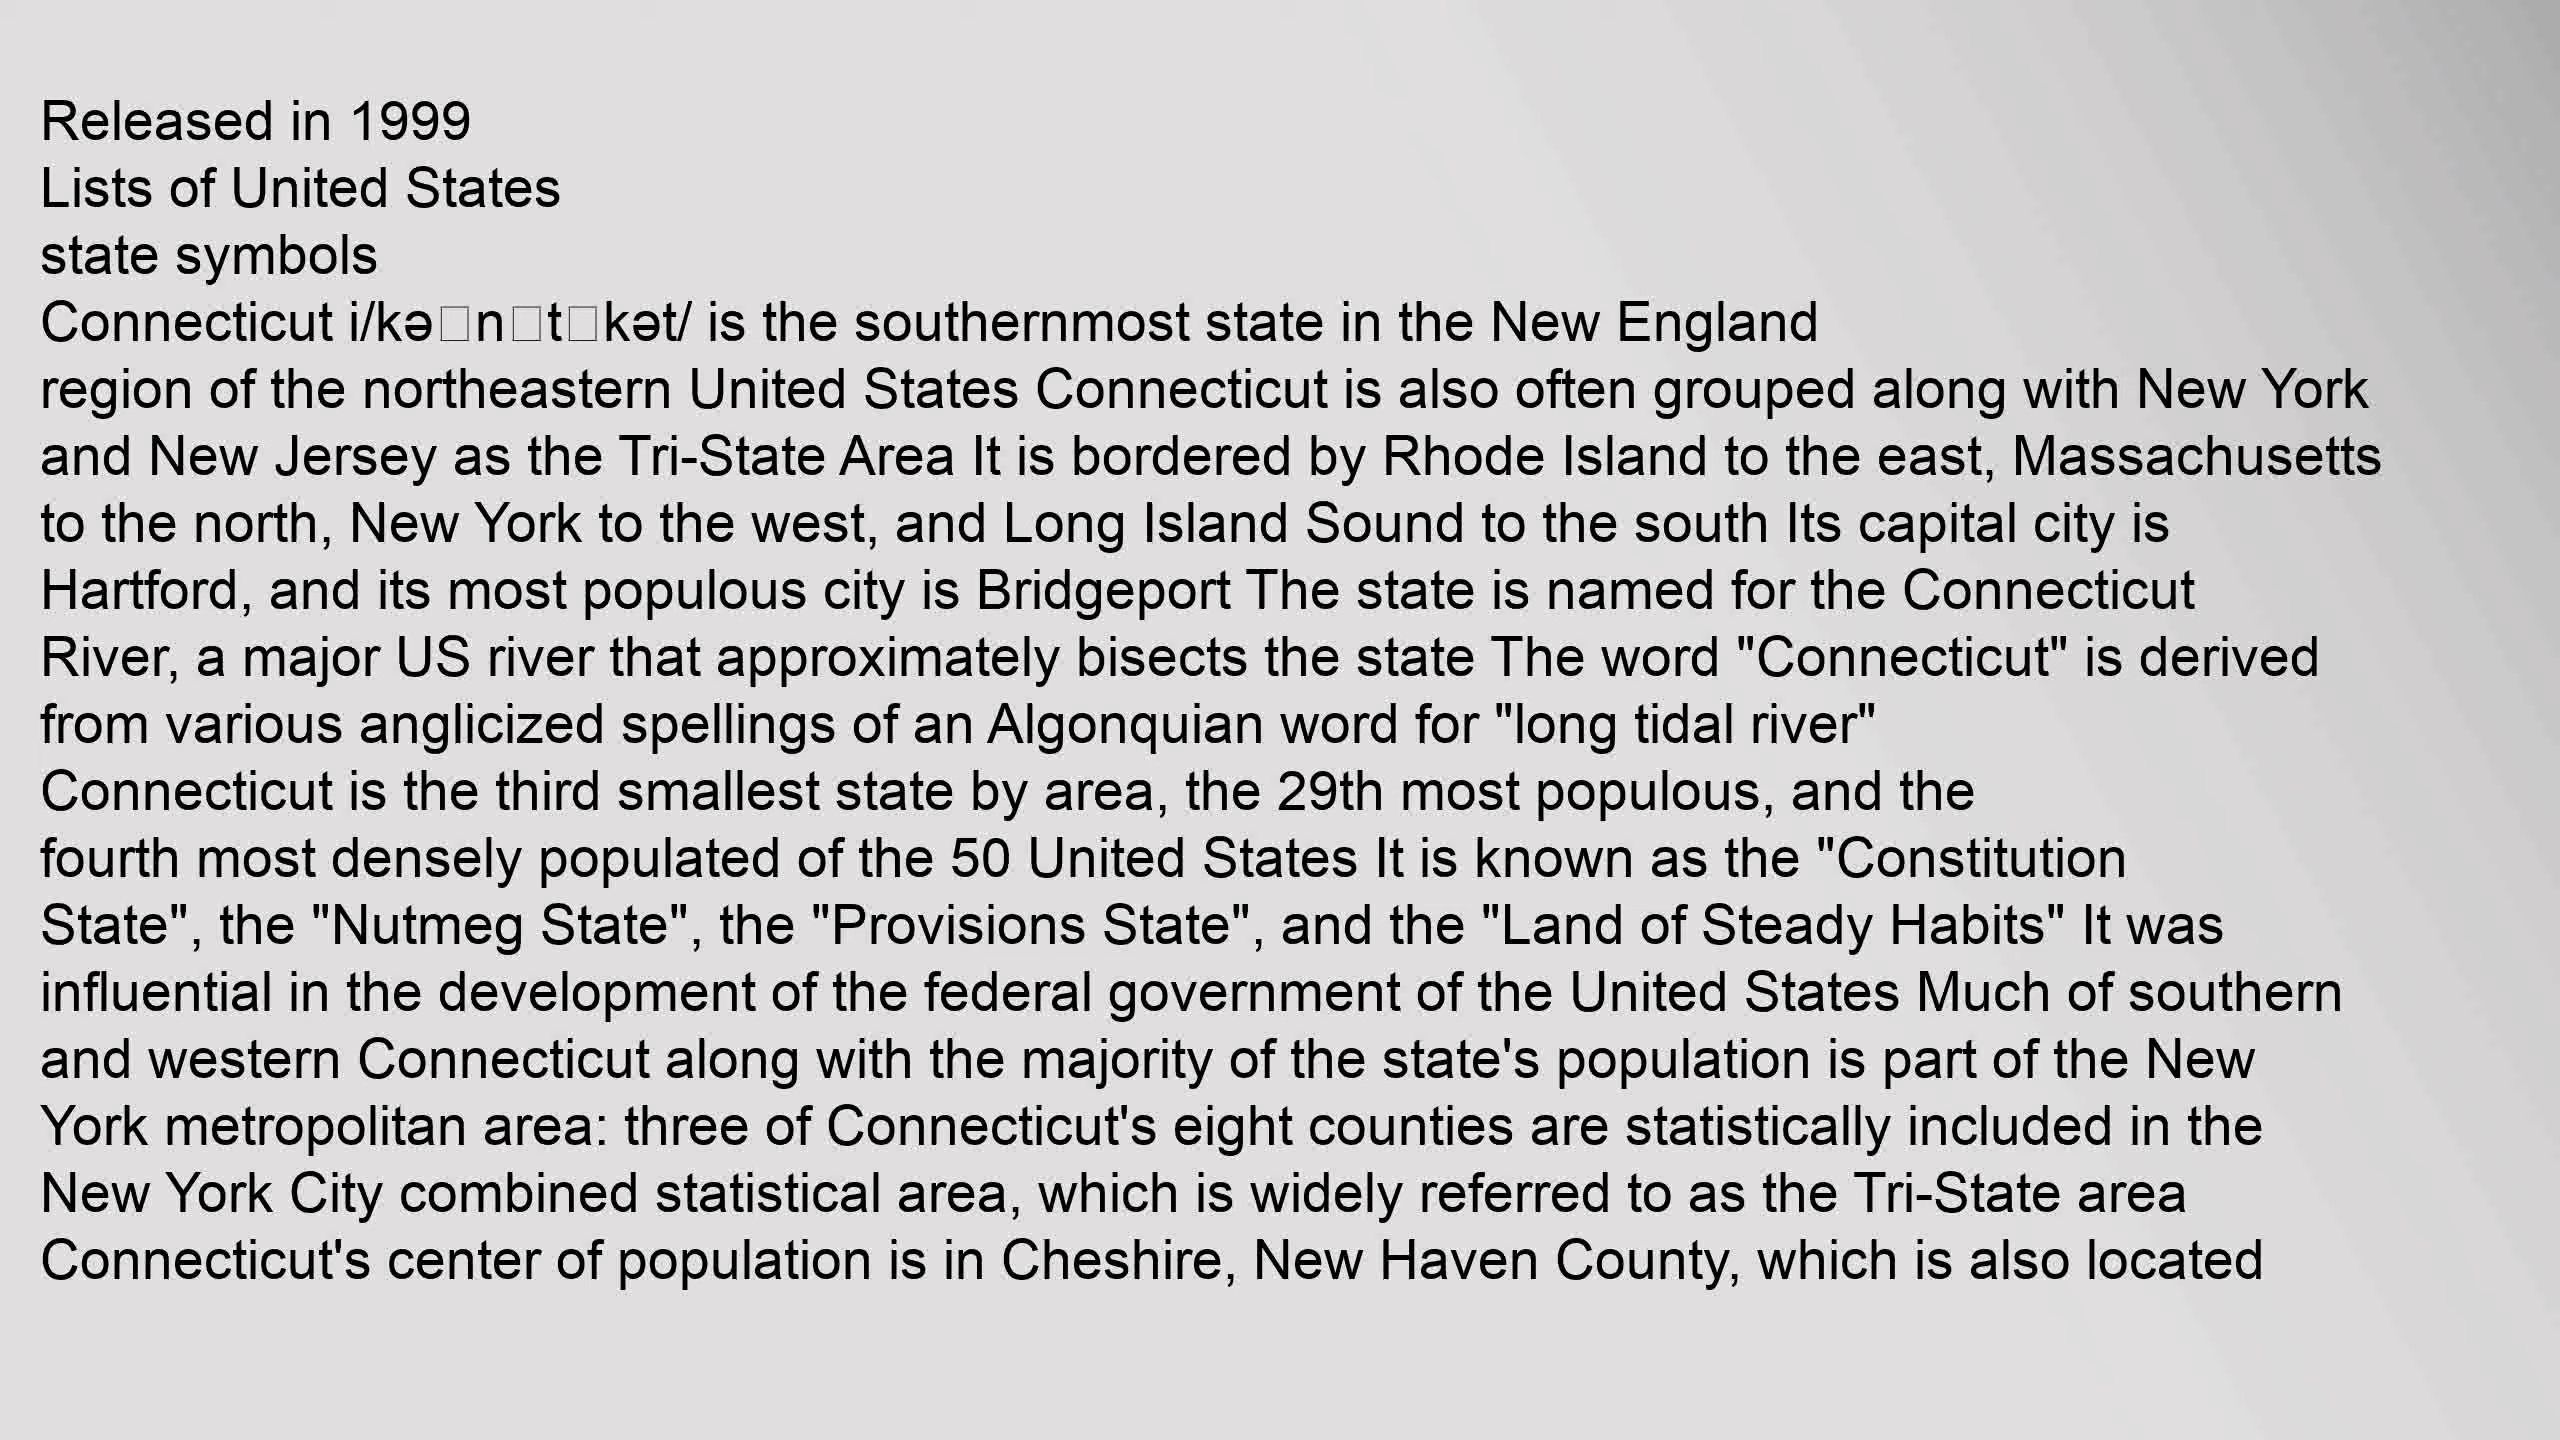 Released in 1999
Lists of United States
state symbols
Connecticut i/kə□n□t□kət/ is the southernmost state in the New England
region of the northeastern United States Connecticut is also often grouped along with New York
and New Jersey as the Tri-State Area It is bordered by Rhode Island to the east, Massachusetts
to the north, New York to the west, and Long Island Sound to the south Its capital city is
Hartford, and its most populous city is Bridgeport The state is named for the Connecticut
River, a major US river that approximately bisects the state The word "Connecticut" is derived
from various anglicized spellings of an Algonquian word for "long tidal river"
Connecticut is the third smallest state by area, the 29th most populous, and the
fourth most densely populated of the 50 United States It is known as the "Constitution
State", the "Nutmeg State", the "Provisions State", and the "Land of Steady Habits" It was
influential in the development of the federal government of the United States Much of southern
and western Connecticut along with the majority of the state's population is part of the New
York metropolitan area: three of Connecticut's eight counties are statistically included in the
New York City combined statistical area, which is widely referred to as the Tri-State area
Connecticut's center of population is in Cheshire, New Haven County, which is also located